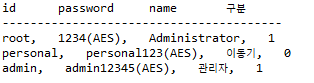 id password name 구분
------------------------------------
root, 1234(AES), Administrator, 1
personal, personal123(AES), 이동기, 0
admin, admin12345(AES), 관리자, 1